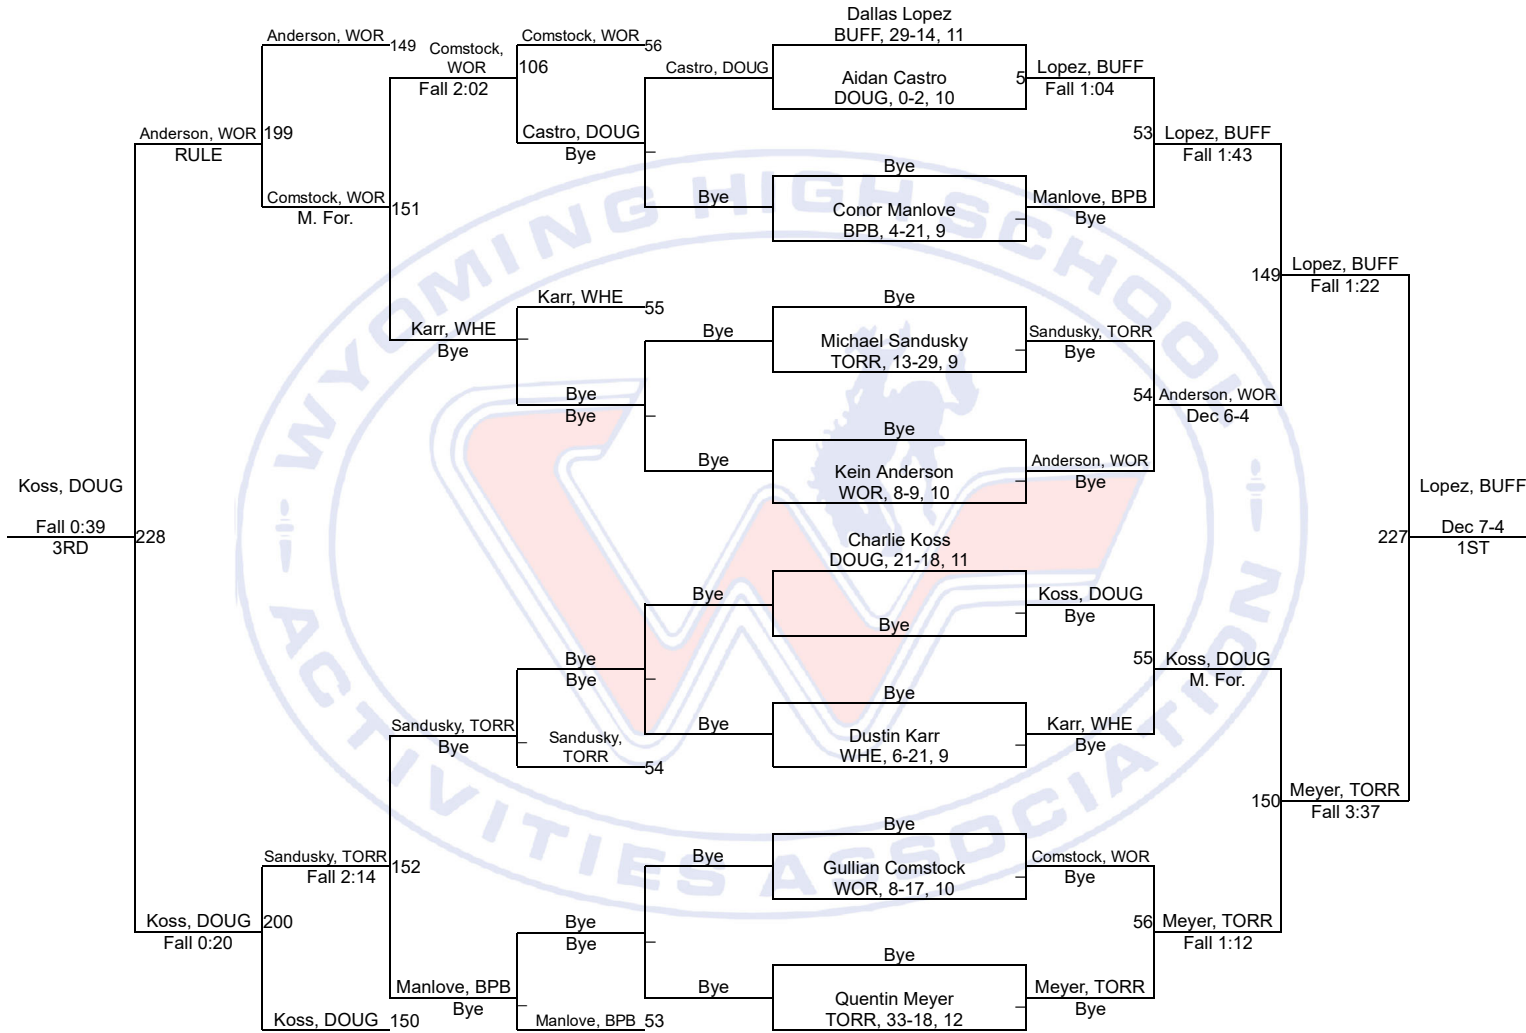 Dallas Lopez
BUFF, 29-14, 11
Anderson, WOR
149
Comstock,
WOR
Fall 2:02
Comstock, WOR
56
106
Castro, DOUG
Aidan Castro
DOUG, 0-2, 10
5
Lopez, BUFF
Fall 1:04
Anderson, WOR
RULE
199
Castro, DOUG
Bye
53
Lopez, BUFF
Fall 1:43
Bye
Comstock, WOR
M. For.
151
Bye
Conor Manlove
BPB, 4-21, 9
Manlove, BPB
Bye
149
Lopez, BUFF
Fall 1:22
Karr, WHE
55
Bye
Karr, WHE
Bye
Bye
Michael Sandusky
TORR, 13-29, 9
Sandusky, TORR
Bye
Bye
Bye
54
Anderson, WOR
Dec 6-4
Bye
Bye
Kein Anderson
WOR, 8-9, 10
Anderson, WOR
Bye
Koss, DOUG
Fall 0:39
3RD
228
Lopez, BUFF
227
Dec 7-4
1ST
Charlie Koss
DOUG, 21-18, 11
Bye
Bye
Koss, DOUG
Bye
Bye
Bye
55
Koss, DOUG
M. For.
Bye
Sandusky, TORR
Bye
Sandusky,
TORR
54
Bye
Dustin Karr
WHE, 6-21, 9
Karr, WHE
Bye
150
Meyer, TORR
Fall 3:37
Bye
Sandusky, TORR
Fall 2:14
152
Bye
Gullian Comstock
WOR, 8-17, 10
Comstock, WOR
Bye
Koss, DOUG
Fall 0:20
200
Bye
Bye
56
Meyer, TORR
Fall 1:12
Bye
Manlove, BPB
Bye
Bye
Quentin Meyer
TORR, 33-18, 12
Meyer, TORR
Bye
Koss, DOUG
150
Manlove, BPB
53
WYOMING HIGH SCHOOL
ACTIVITIES ASSOCIATION